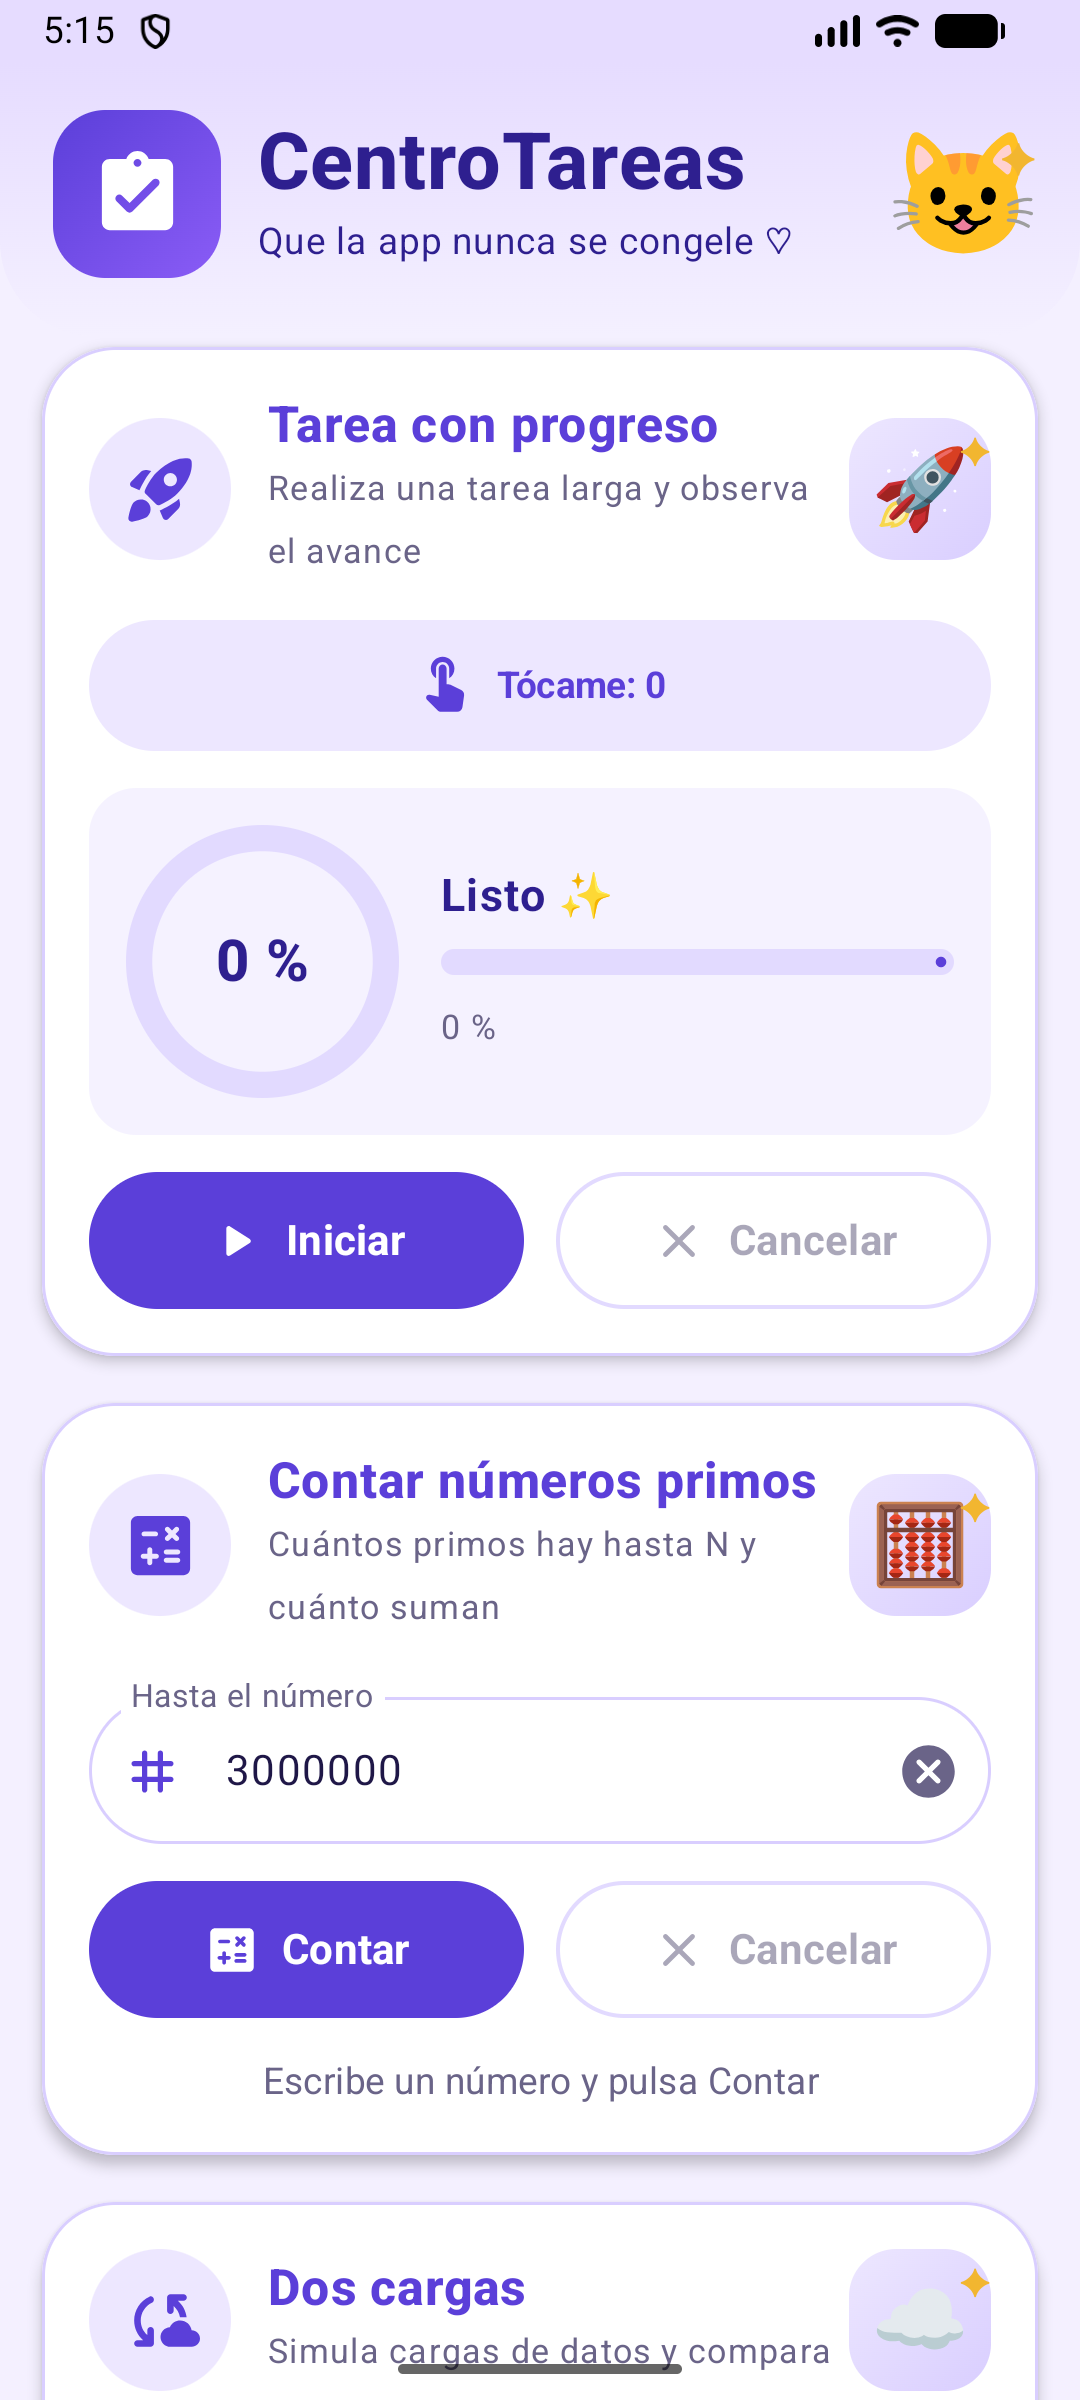 5:15
CentroTareas
Que la app nunca se congele ♡
Tarea con progreso
Realiza una tarea larga y observa
el avance
Tócame: 0
0 %
Listo ✨
0 %
Iniciar
Cancelar
Contar números primos
Cuántos primos hay hasta N y
cuánto suman
Hasta el número
3000000
Contar
Cancelar
Escribe un número y pulsa Contar
Dos cargas
Simula cargas de datos y compara